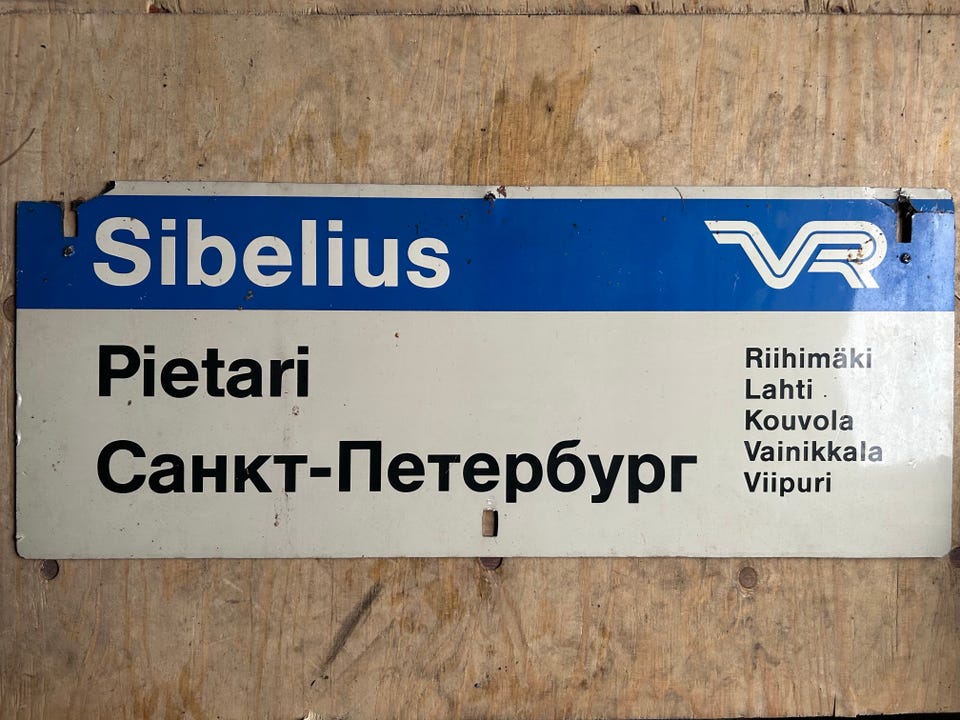 Sibelius
VR
Pietari
Санкт-Петербург
Riihimäki
Lahti
Kouvola
Vainikkala
Viipuri